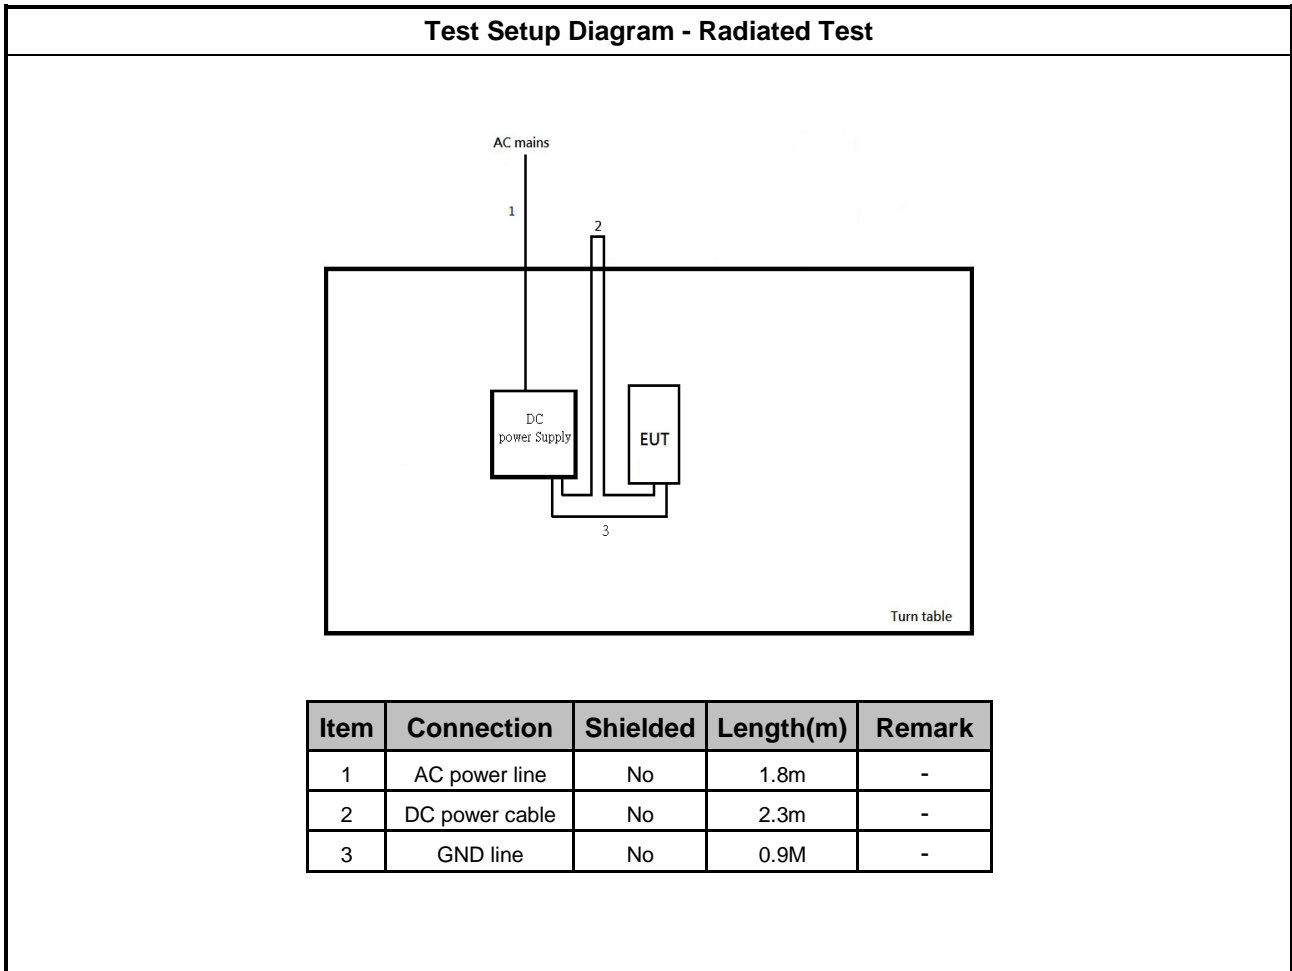 Test Setup Diagram - Radiated Test
AC mains
1
2
DC
power Supply
EUT
3
Turn table
Item Connection Shielded Length(m) Remark
1 AC power line No 1.8m -
2 DC power cable No 2.3m -
3 GND line No 0.9M -